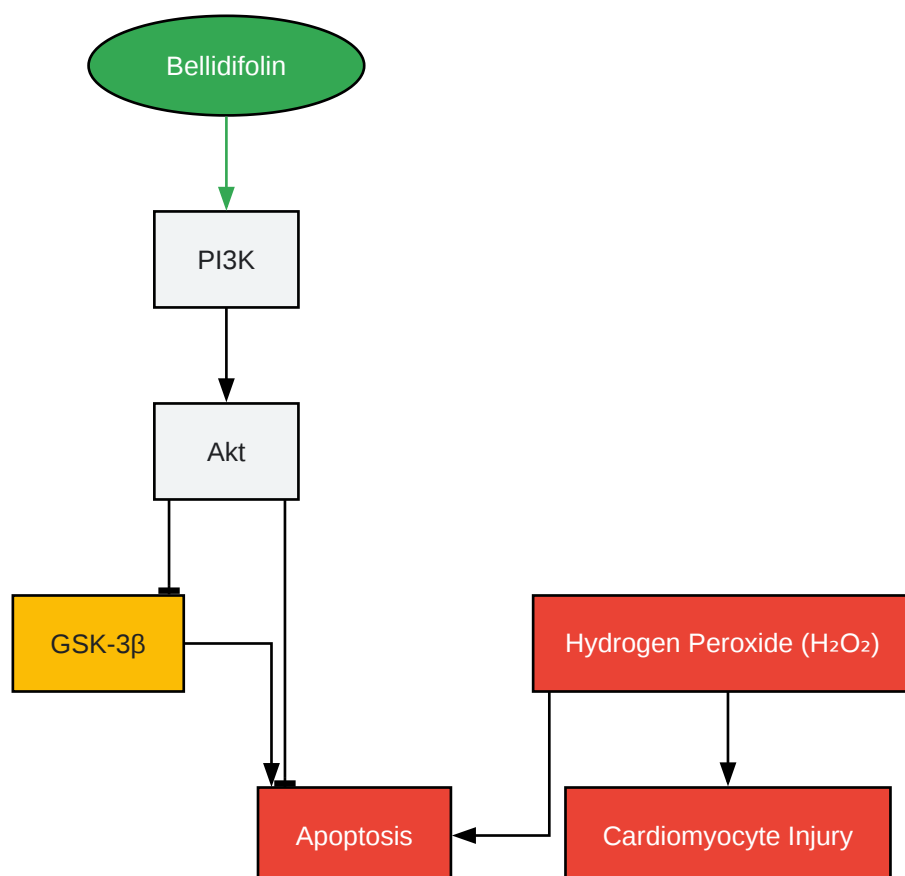 Bellidifolin
PI3K
Akt
GSK-3β
Hydrogen Peroxide (H₂O₂)
Apoptosis
Cardiomyocyte Injury